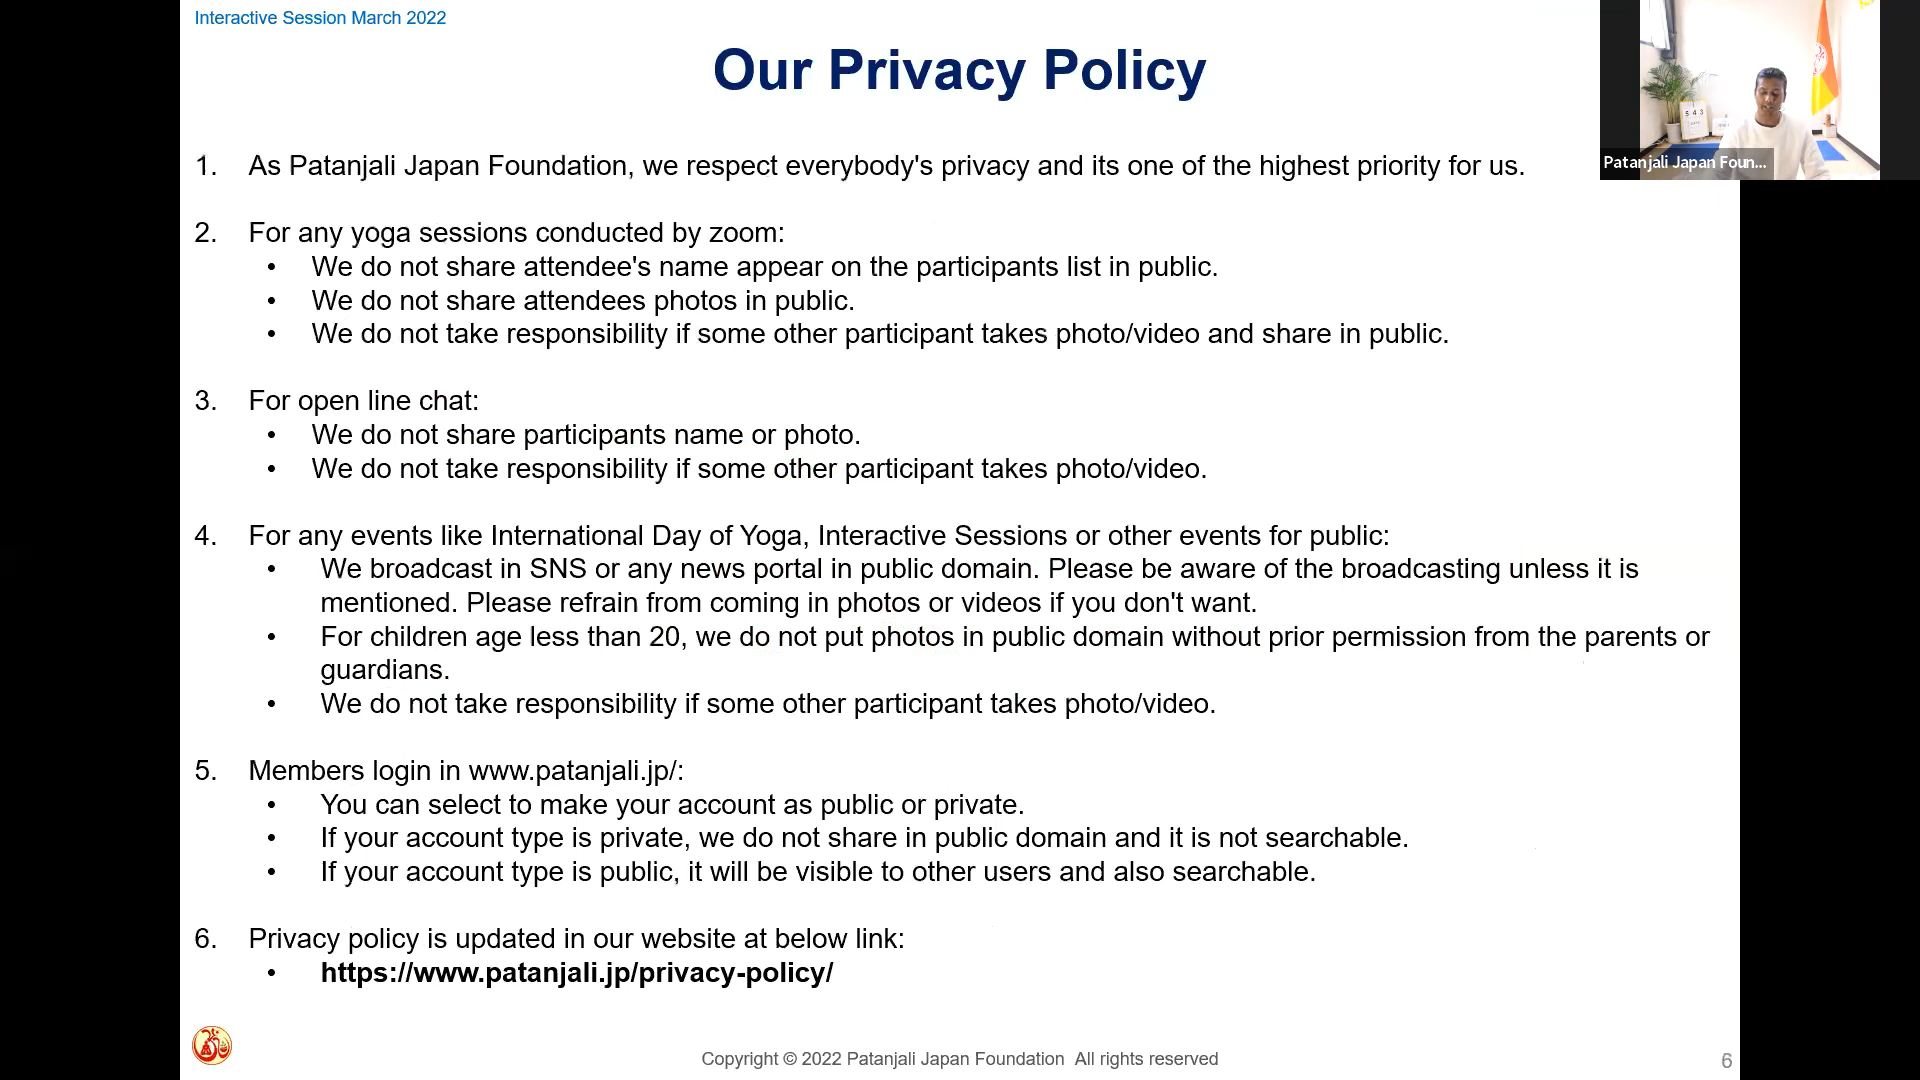 Interactive Session March 2022
Our Privacy Policy
1. As Patanjali Japan Foundation, we respect everybody's privacy and its one of the highest priority for us.
2. For any yoga sessions conducted by zoom:
• We do not share attendee's name appear on the participants list in public.
• We do not share attendees photos in public.
• We do not take responsibility if some other participant takes photo/video and share in public.
3. For open line chat:
• We do not share participants name or photo.
• We do not take responsibility if some other participant takes photo/video.
4. For any events like International Day of Yoga, Interactive Sessions or other events for public:
• We broadcast in SNS or any news portal in public domain. Please be aware of the broadcasting unless it is
mentioned. Please refrain from coming in photos or videos if you don't want.
• For children age less than 20, we do not put photos in public domain without prior permission from the parents or
guardians.
• We do not take responsibility if some other participant takes photo/video.
5. Members login in www.patanjali.jp/:
• You can select to make your account as public or private.
• If your account type is private, we do not share in public domain and it is not searchable.
• If your account type is public, it will be visible to other users and also searchable.
6. Privacy policy is updated in our website at below link:
• https://www.patanjali.jp/privacy-policy/
Copyright © 2022 Patanjali Japan Foundation All rights reserved
6
5 4 3
Patanjali Japan Foun...